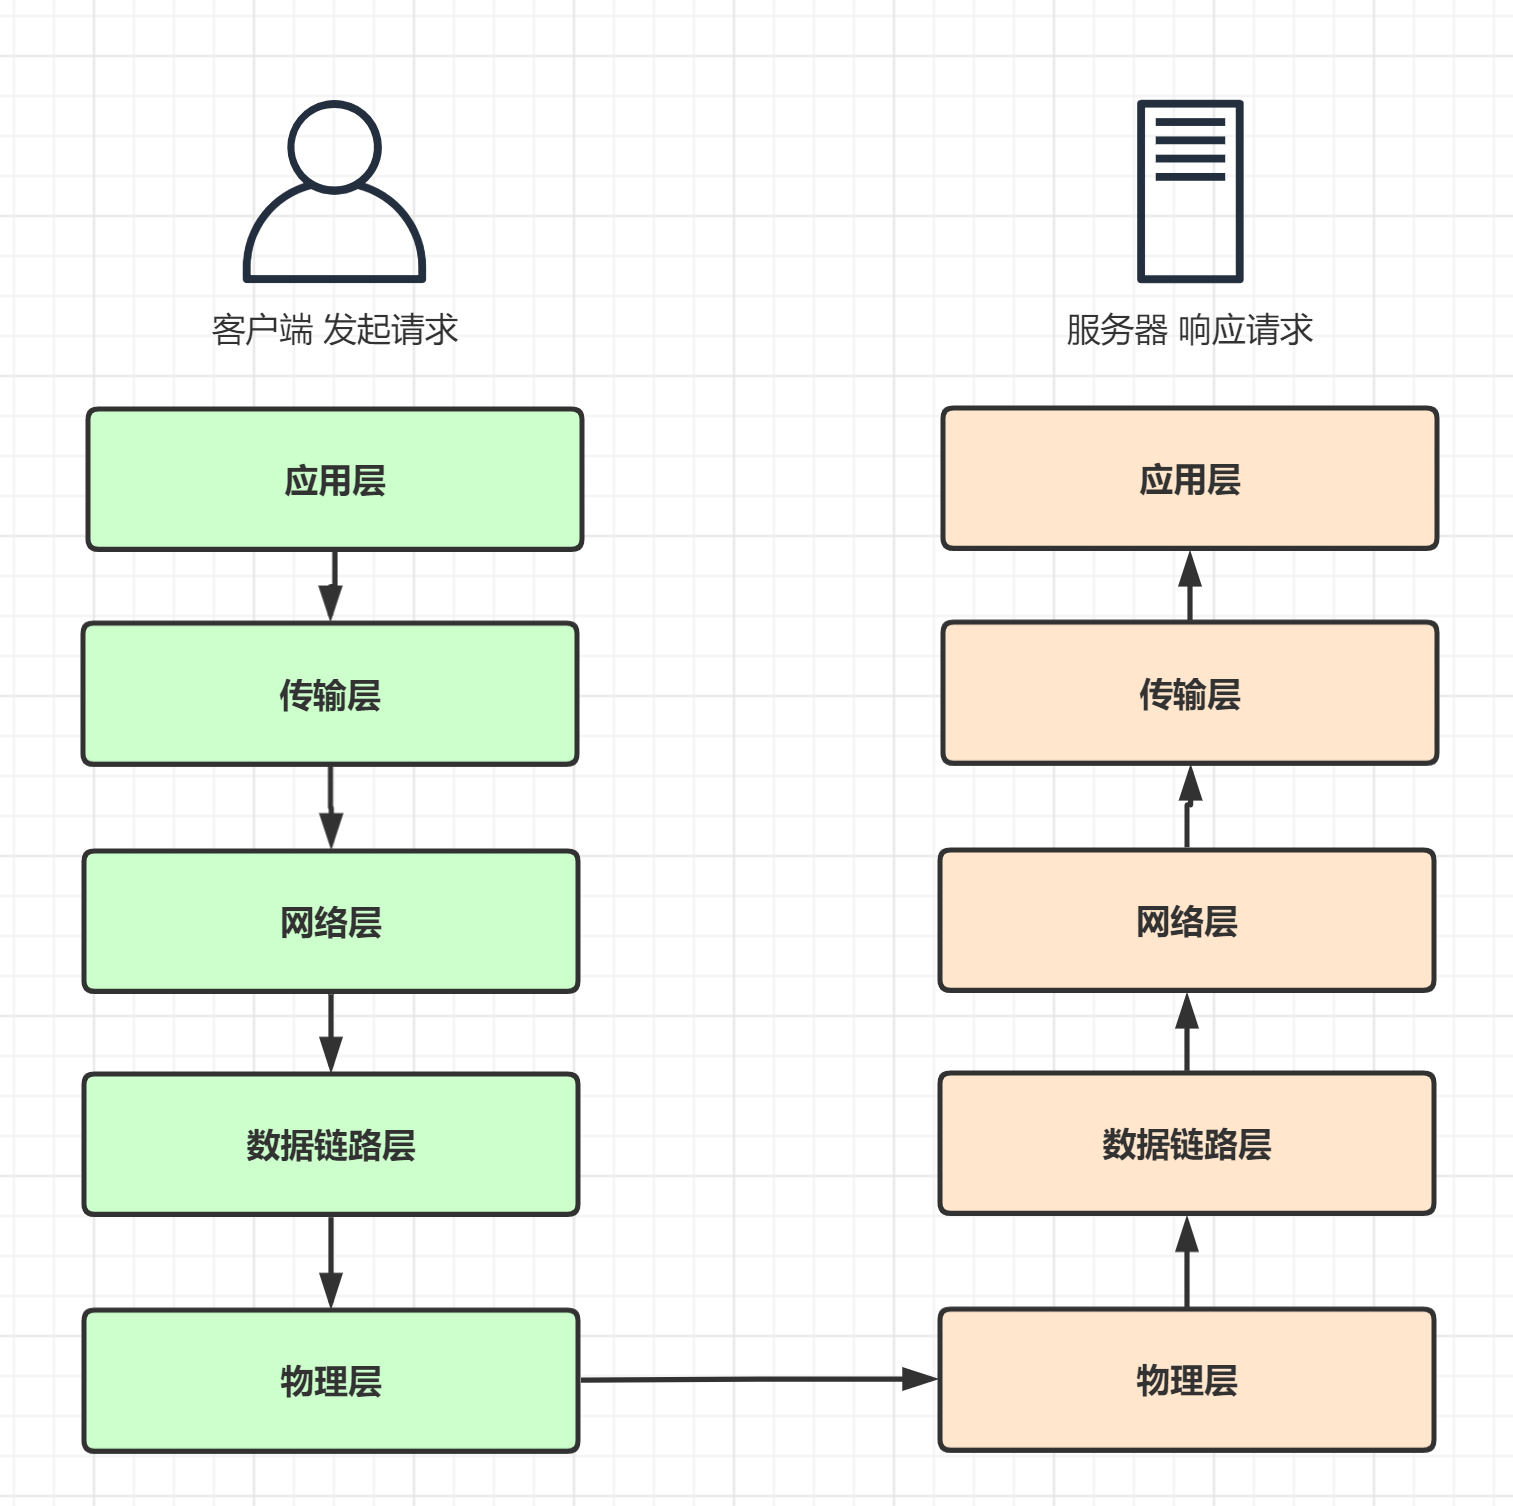 客户端 发起请求
服务器 响应请求
应用层
应用层
传输层
传输层
网络层
网络层
数据链路层
数据链路层
物理层
物理层